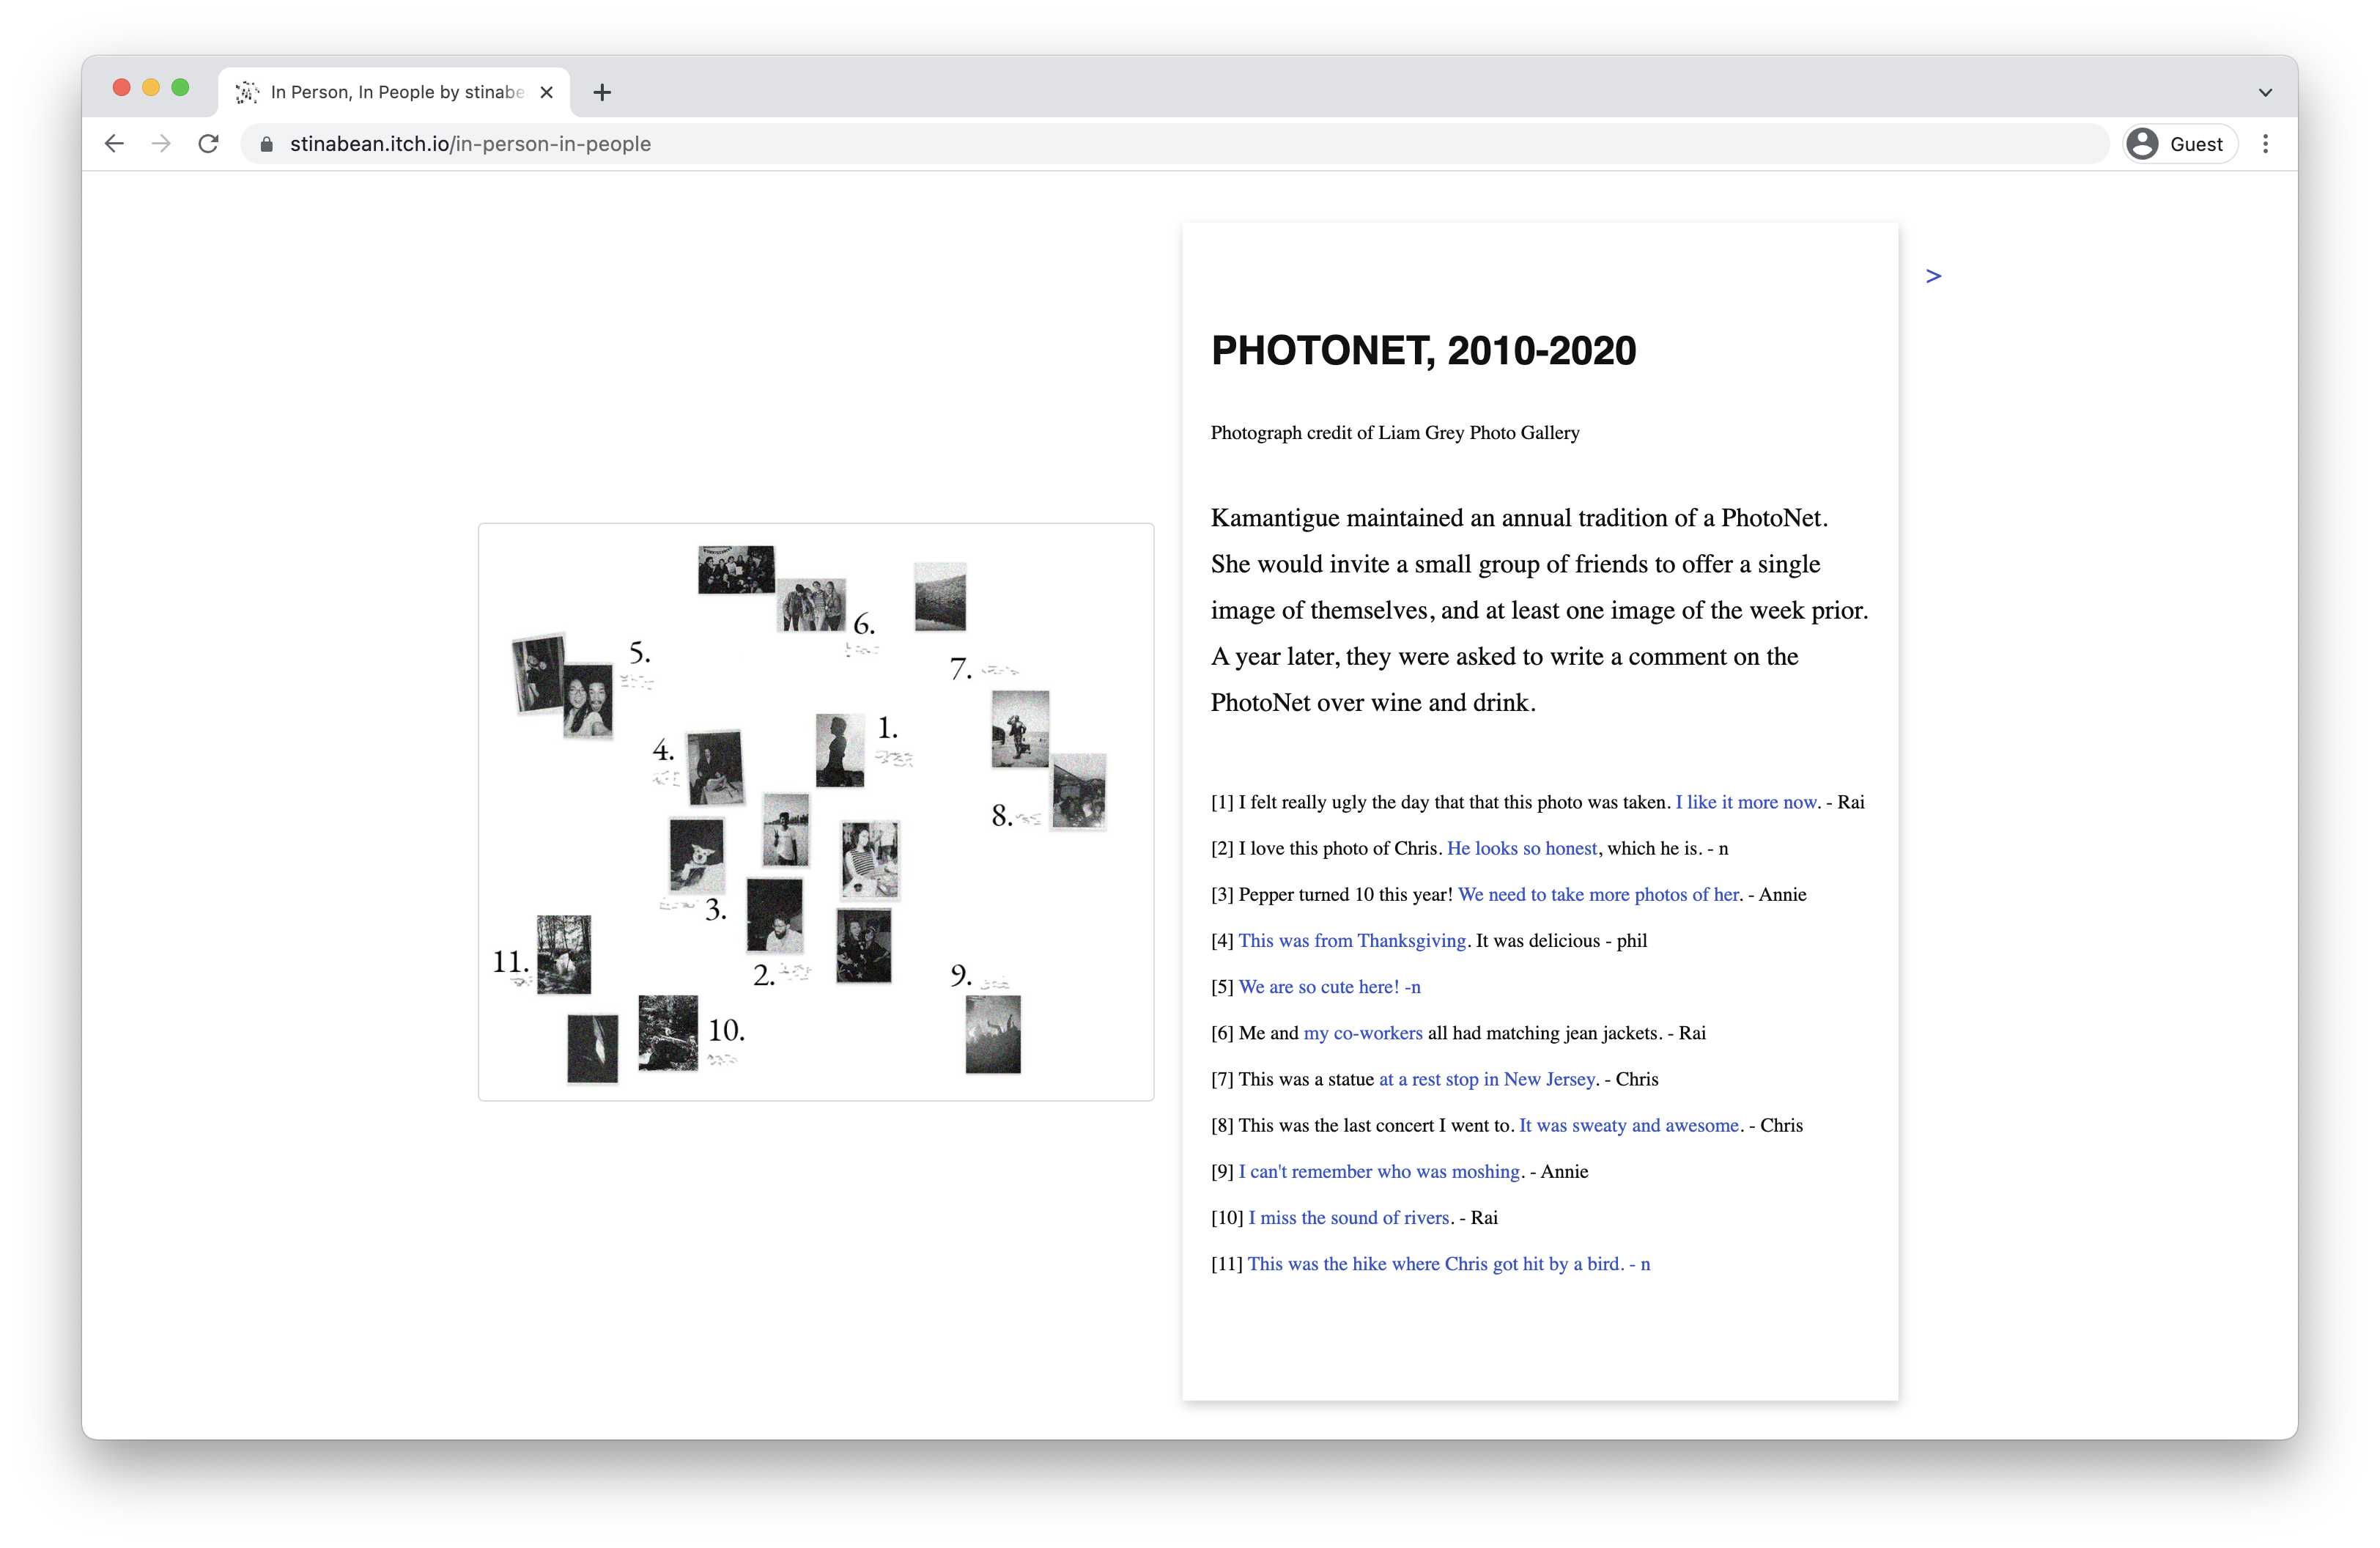 In Person, In People by stinabe
stinabean.itch.io/in-person-in-people
Guest
>
5.
6.
7.
4.
1.
8.
3.
11.
2.
9.
10.
PHOTONET, 2010-2020
Photograph credit of Liam Grey Photo Gallery
Kamantigue maintained an annual tradition of a PhotoNet.
She would invite a small group of friends to offer a single
image of themselves, and at least one image of the week prior.
A year later, they were asked to write a comment on the
PhotoNet over wine and drink.
[1] I felt really ugly the day that that this photo was taken. I like it more now. - Rai
[2] I love this photo of Chris. He looks so honest, which he is. - n
[3] Pepper turned 10 this year! We need to take more photos of her. - Annie
[4] This was from Thanksgiving. It was delicious - phil
[5] We are so cute here! -n
[6] Me and my co-workers all had matching jean jackets. - Rai
[7] This was a statue at a rest stop in New Jersey. - Chris
[8] This was the last concert I went to. It was sweaty and awesome. - Chris
[9] I can't remember who was moshing. - Annie
[10] I miss the sound of rivers. - Rai
[11] This was the hike where Chris got hit by a bird. - n